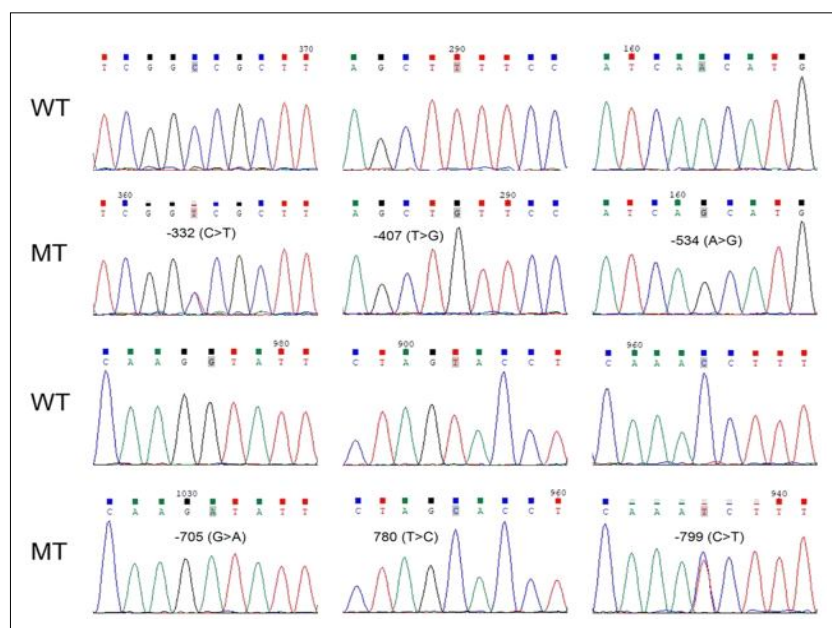 370 290 160
T C G G C C G C T T A G C T T T T C C A T C A A C A T G
WT
360 290 160
T C G G T C G C T T A G C T G T T C C A T C A G C A T G
-332 (C>T) -407 (T>G) -534 (A>G)
MT
980 900 960
C A A G G T A T T C T A G T A C C T C A A A C C T T T
WT
1030 960 940
C A A G A T A T T C T A G C A C C T C A A A T C T T T
-705 (G>A) 780 (T>C) -799 (C>T)
MT